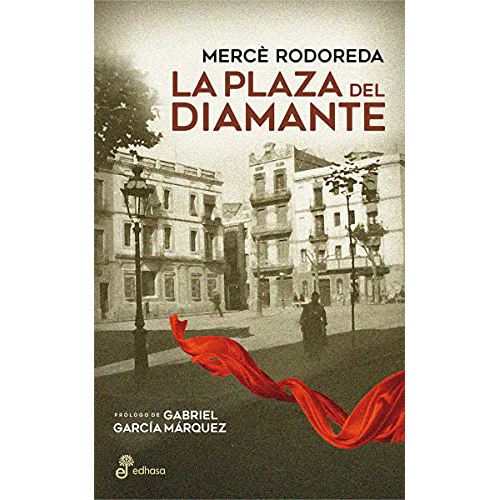 MERCÈ RODOREDA
LA PLAZA DEL
DIAMANTE
PRÓLOGO DE GABRIEL
GARCÍA MÁRQUEZ
edhasa